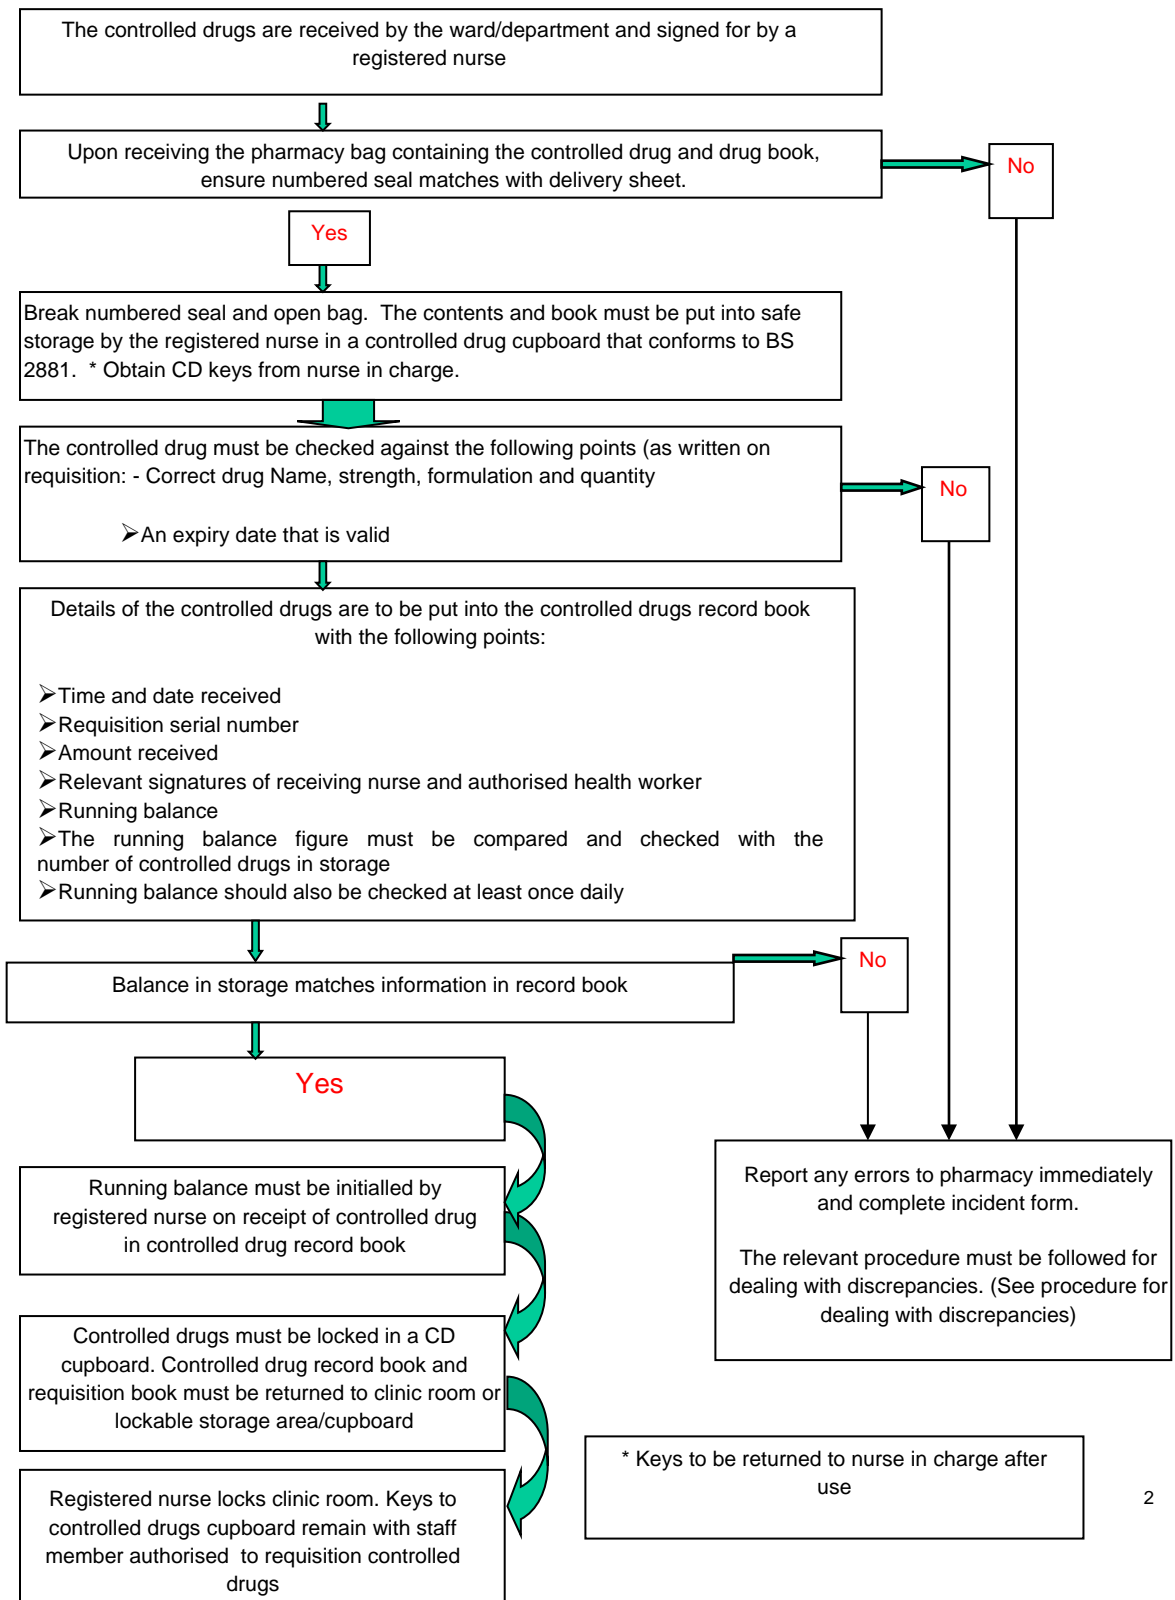 The controlled drugs are received by the ward/department and signed for by a
registered nurse
Upon receiving the pharmacy bag containing the controlled drug and drug book,
ensure numbered seal matches with delivery sheet.
No
Yes
Break numbered seal and open bag.  The contents and book must be put into safe
storage by the registered nurse in a controlled drug cupboard that conforms to BS
2881.  * Obtain CD keys from nurse in charge.
The controlled drug must be checked against the following points (as written on
requisition: - Correct drug Name, strength, formulation and quantity
No
➢An expiry date that is valid
Details of the controlled drugs are to be put into the controlled drugs record book
with the following points:
➢Time and date received
➢Requisition serial number
➢Amount received
➢Relevant signatures of receiving nurse and authorised health worker
➢Running balance
➢The running balance figure must be compared and checked with the
number of controlled drugs in storage
➢Running balance should also be checked at least once daily
No
Balance in storage matches information in record book
Yes
Running balance must be initialled by
registered nurse on receipt of controlled drug
in controlled drug record book
Report any errors to pharmacy immediately
and complete incident form.
The relevant procedure must be followed for
dealing with discrepancies. (See procedure for
dealing with discrepancies)
Controlled drugs must be locked in a CD
cupboard. Controlled drug record book and
requisition book must be returned to clinic room or
lockable storage area/cupboard
* Keys to be returned to nurse in charge after
use
Registered nurse locks clinic room. Keys to
controlled drugs cupboard remain with staff
member authorised  to requisition controlled
drugs
2